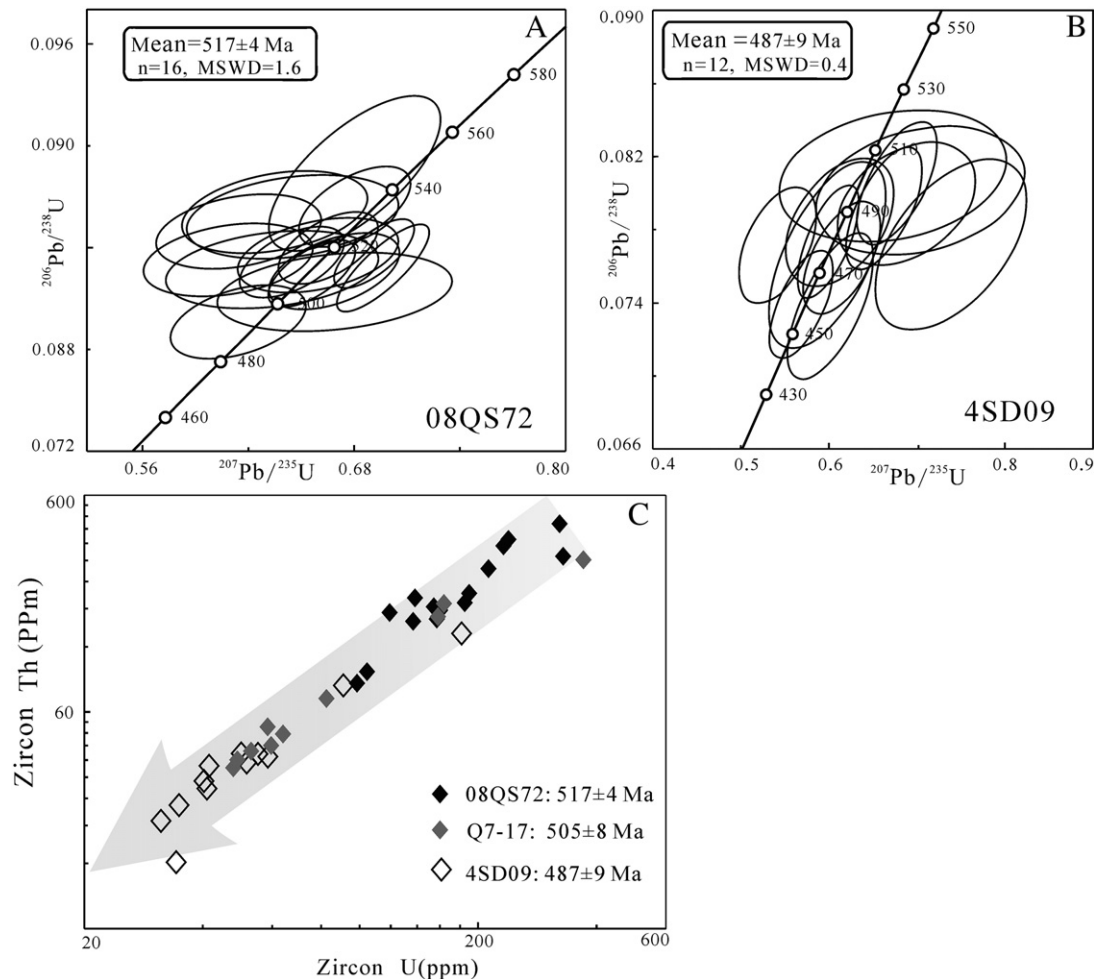 A
Mean=517±4 Ma
n=16, MSWD=1.6
0.096
0.090
0.088
0.072
206Pb/238U
580
560
540
500
480
460
08QS72
0.56
0.68
0.80
207Pb/235U
B
Mean =487±9 Ma
n=12, MSWD=0.4
0.090
0.082
0.074
0.066
206Pb/238U
550
530
510
490
470
450
430
4SD09
0.4
0.5
0.6
0.7
0.8
0.9
207Pb/235U
C
600
60
Zircon Th(PPm)
08QS72: 517±4 Ma
Q7-17: 505±8 Ma
4SD09: 487±9 Ma
20
200
600
Zircon U(ppm)